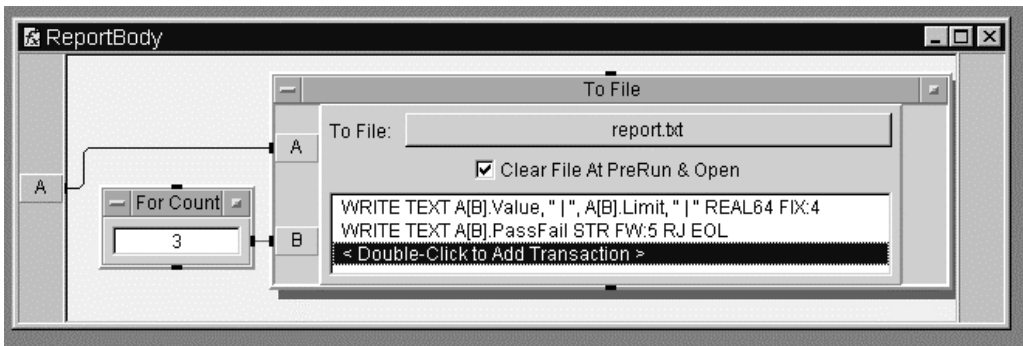 ReportBody
To File
To File: report.txt
A
Clear File At PreRun & Open
A
For Count
WRITE TEXT A[B].Value, " | ", A[B].Limit, " | " REAL64 FIX:4
3
B
WRITE TEXT A[B].PassFail STR FW:5 RJ EOL
< Double-Click to Add Transaction >